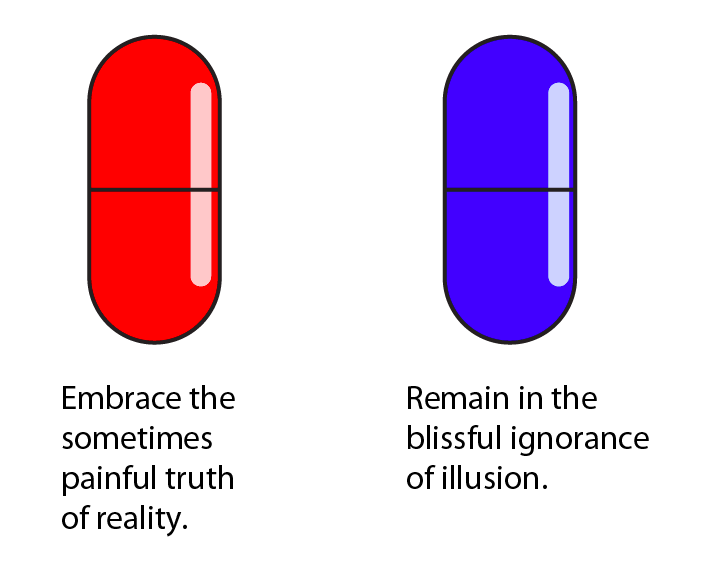 Embrace the
sometimes
painful truth
of reality.
Remain in the
blissful ignorance
of illusion.